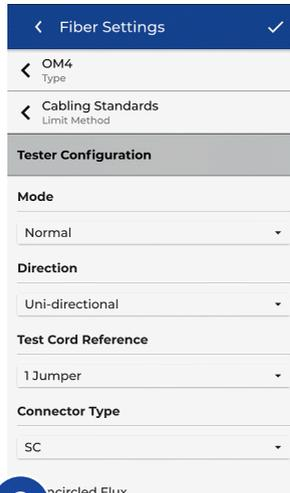 Fiber Settings
OM4
Type
Cabling Standards
Limit Method
Tester Configuration
Mode
Normal
Direction
Uni-directional
Test Cord Reference
1 Jumper
Connector Type
SC
Flux